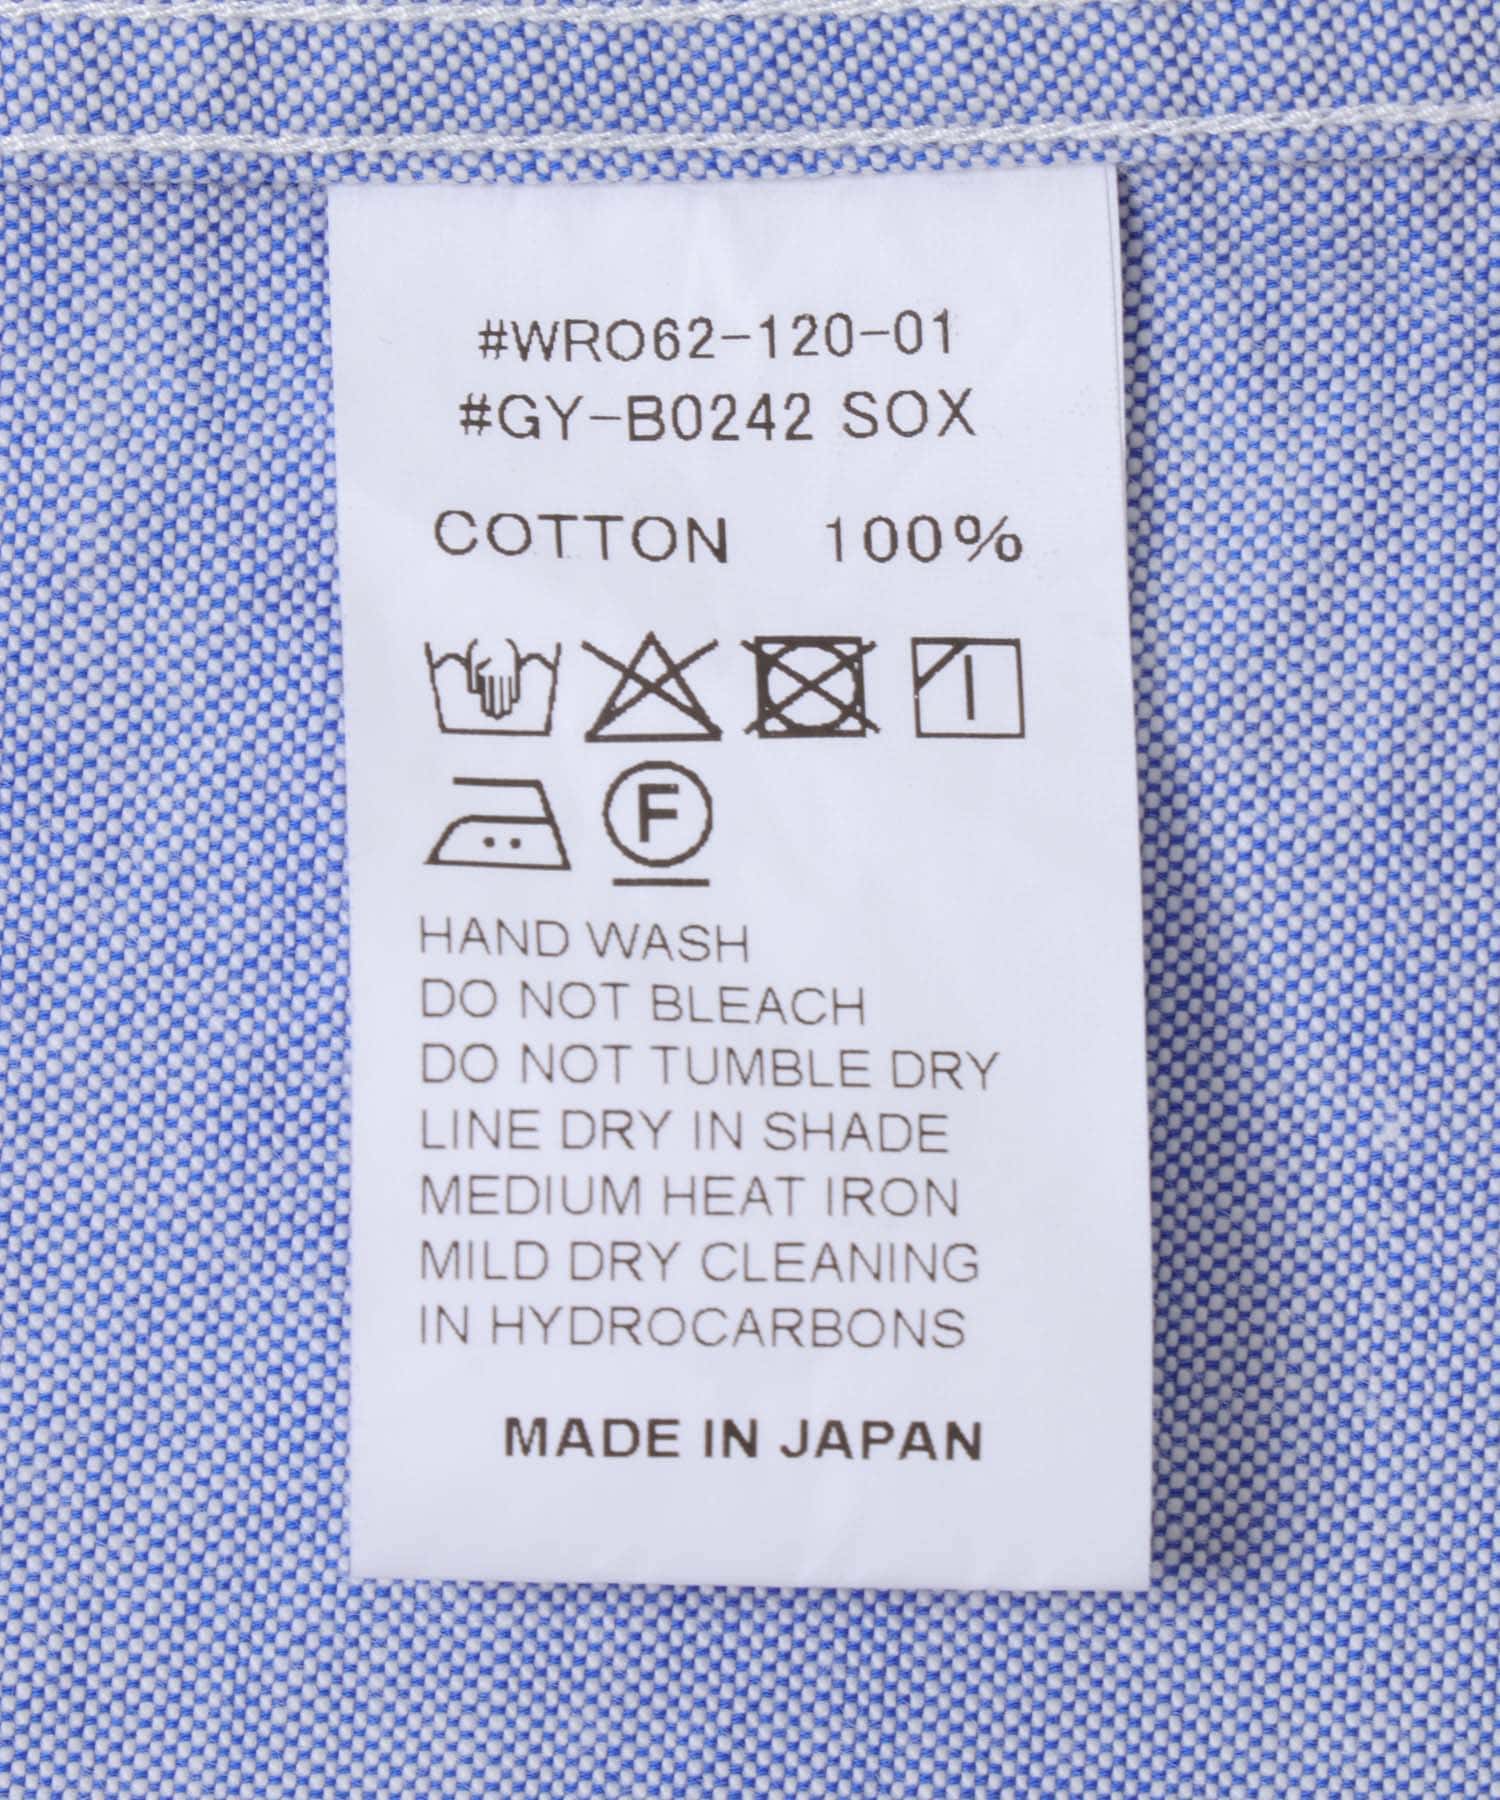 #WRO62-120-01
#GY-B0242 SOX
COTTON 100%
F
HAND WASH
DO NOT BLEACH
DO NOT TUMBLE DRY
LINE DRY IN SHADE
MEDIUM HEAT IRON
MILD DRY CLEANING
IN HYDROCARBONS
MADE IN JAPAN